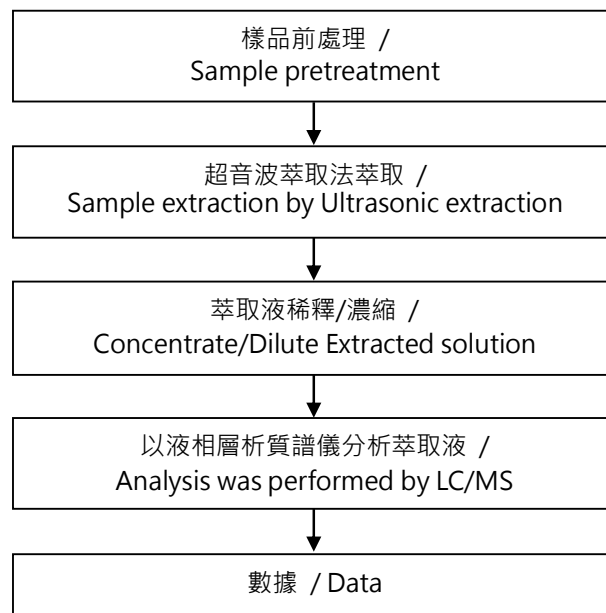 樣品前處理 /
Sample pretreatment
超音波萃取法萃取 /
Sample extraction by Ultrasonic extraction
萃取液稀釋/濃縮 /
Concentrate/Dilute Extracted solution
以液相層析質譜儀分析萃取液 /
Analysis was performed by LC/MS
數據 / Data